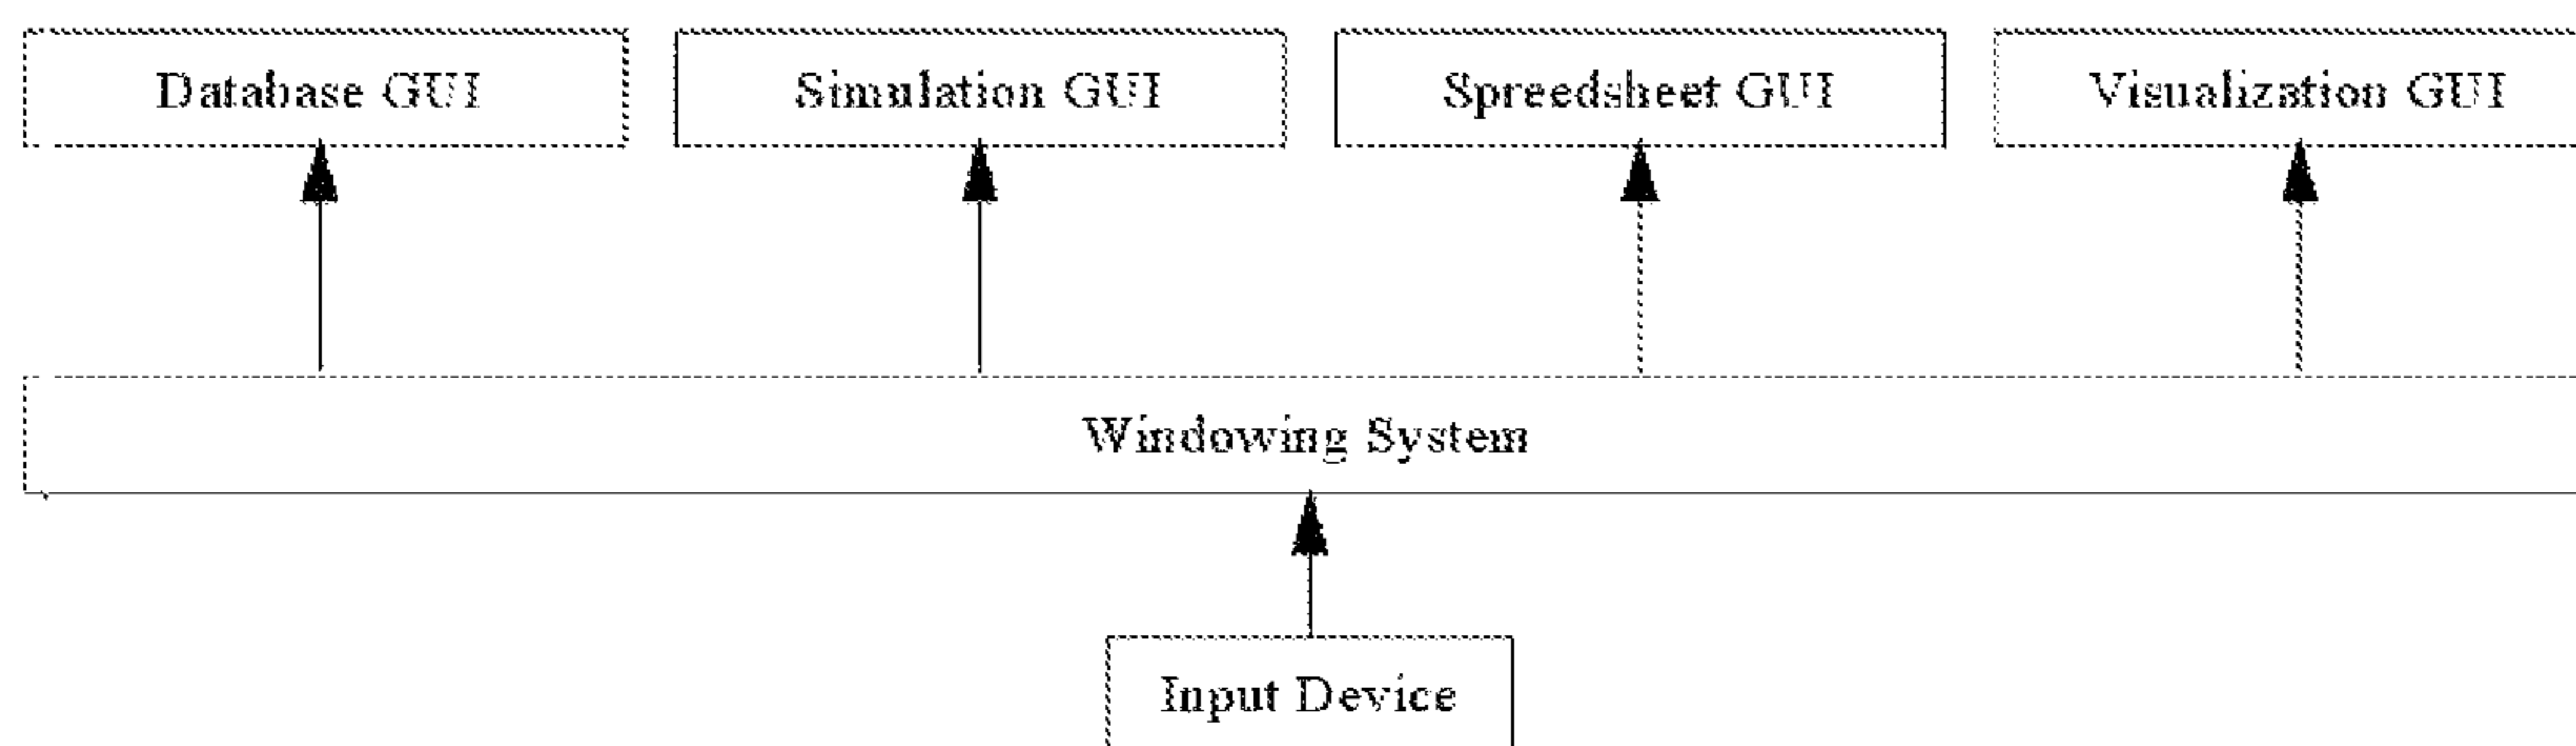 Database GUI
Simulation GUI
Spreedsheet GUI
Visualization GUI
Windowing System
Input Device